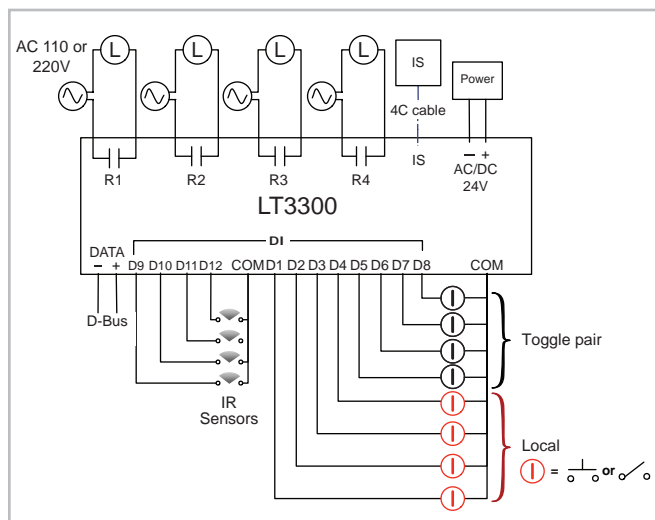 AC 110 or
220V
L
L
L
L
IS
Power
4C cable
R1
R2
R3
R4
IS
− +
AC/DC
24V
LT3300
DI
DATA
− +
D9 D10 D11 D12 COM D1 D2 D3 D4 D5 D6 D7 D8 COM
D-Bus
IR
Sensors
Toggle pair
Local
= or